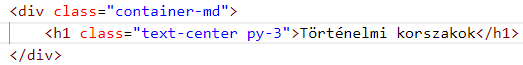 <div class="container-md">
    <h1 class="text-center py-3">Történelmi korszakok</h1>
</div>